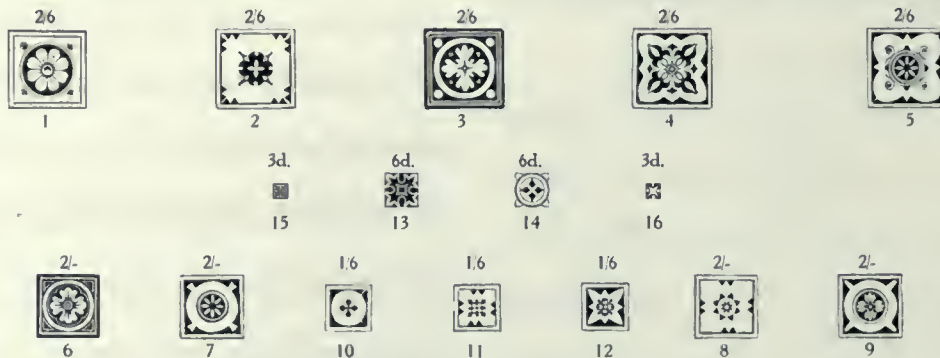 2/6 2/6 2/6 2/6 2/6
1 2 3 4 5
3d. 6d. 6d. 3d.
15 13 14 16
2/- 2/- 1/6 1/6 1/6 2/- 2/-
6 7 10 11 12 8 9